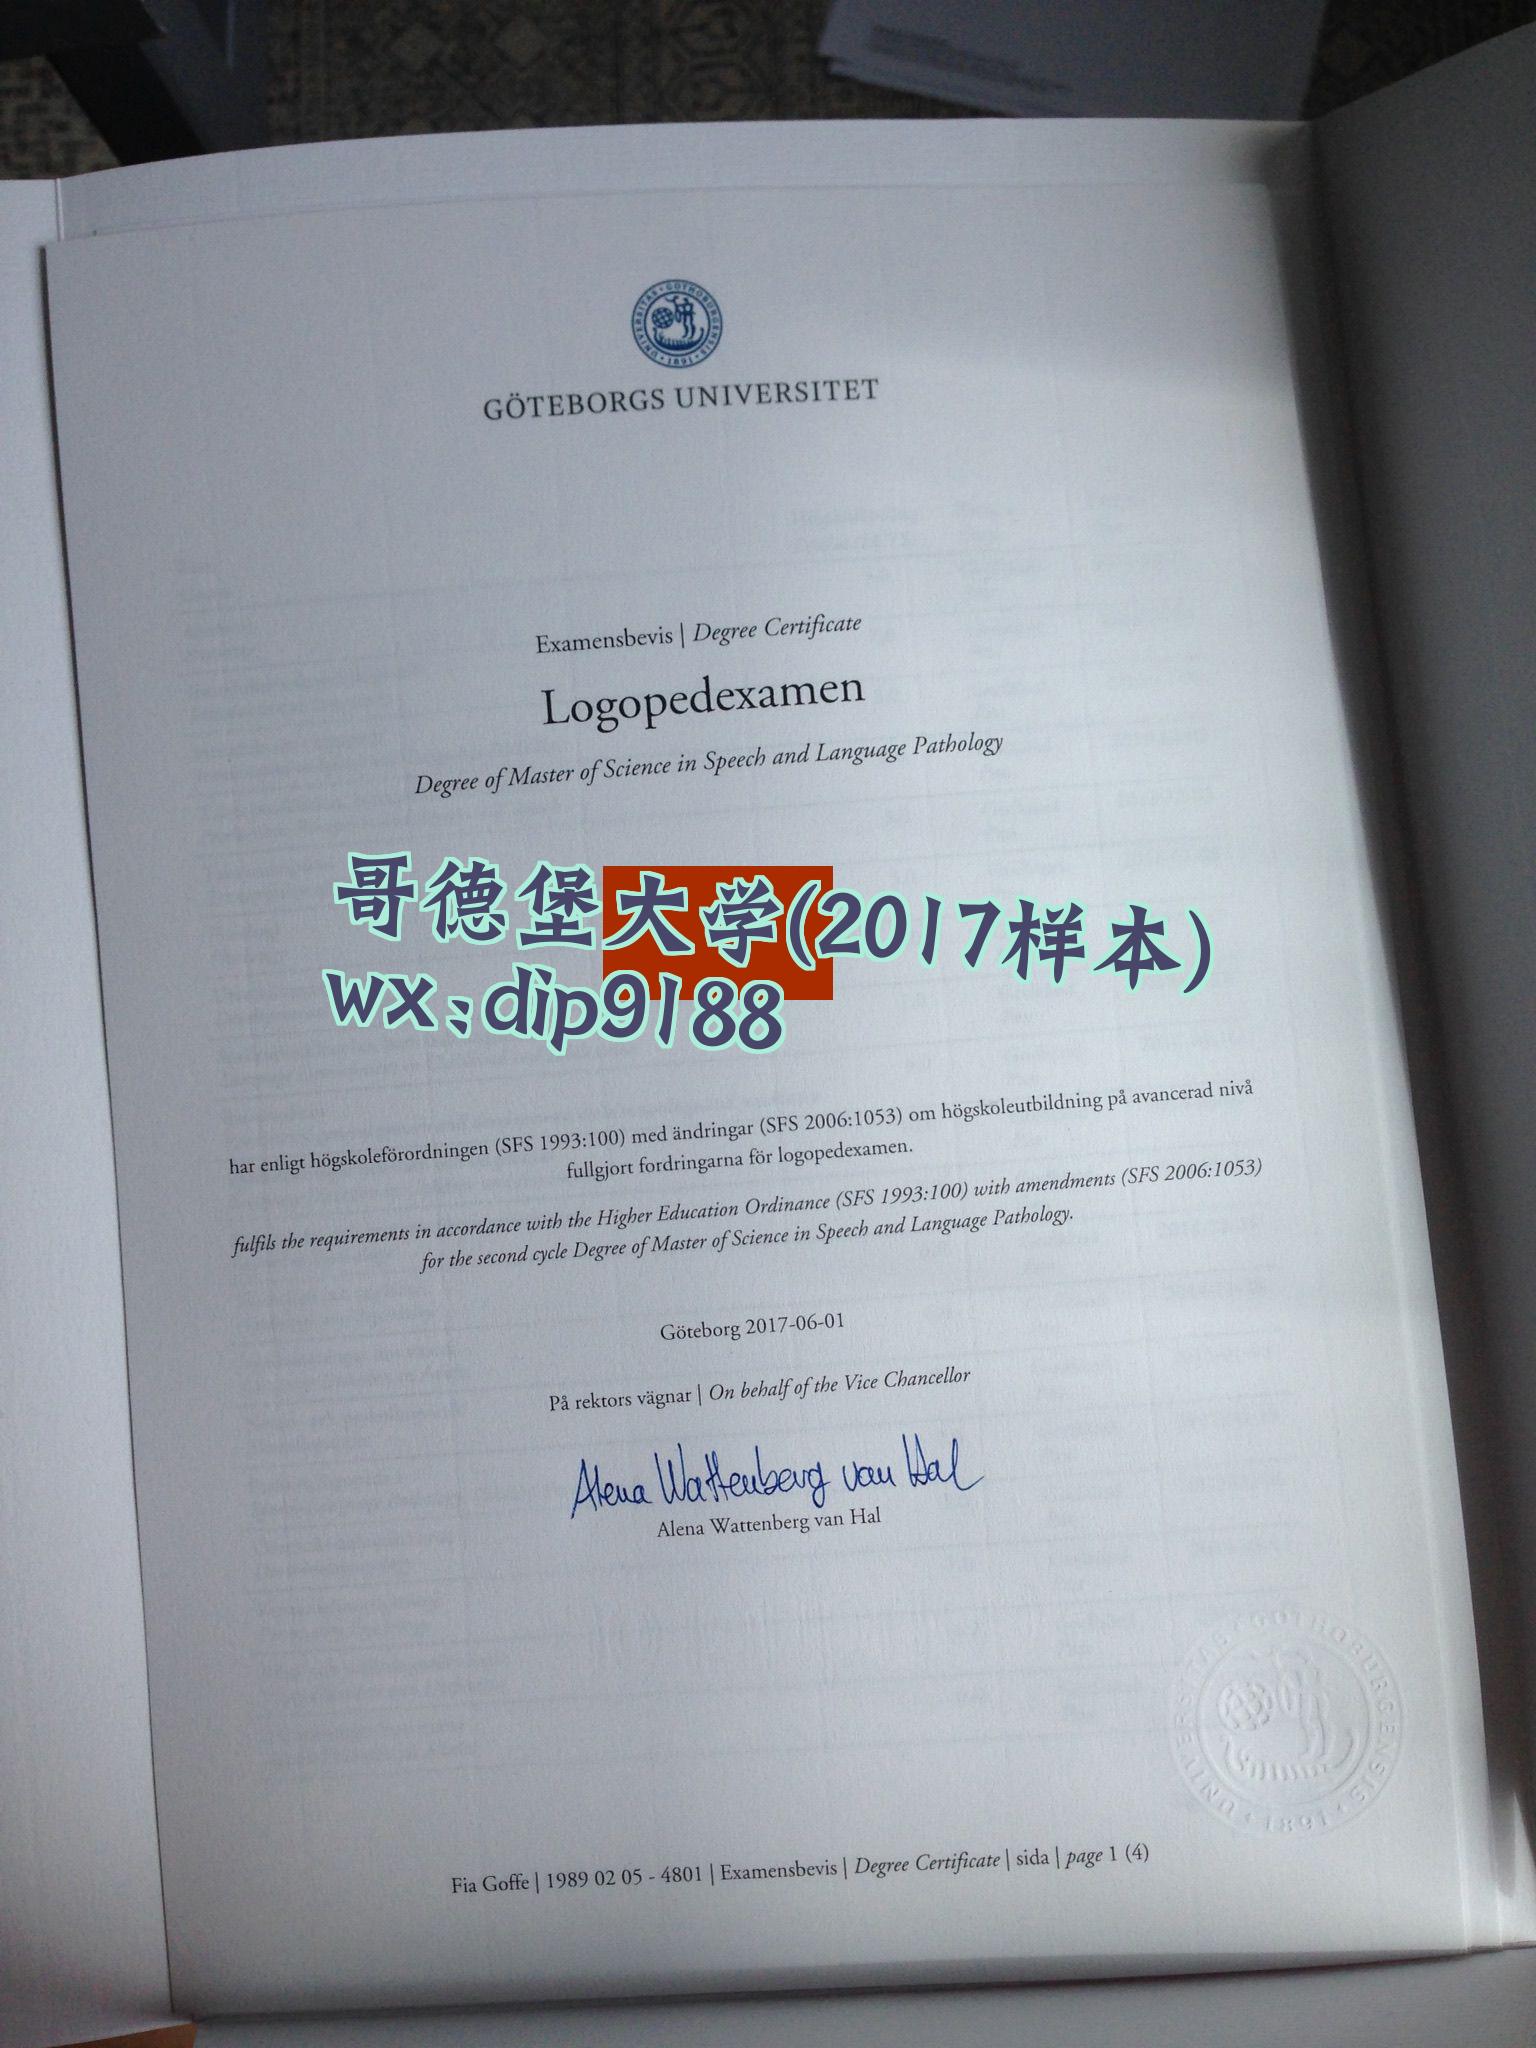 UNIVERSITAS · GOTHOBURGENSIS · 1891 ·
GÖTEBORGS UNIVERSITET
Examensbevis | Degree Certificate
Logopedexamen
Degree of Master of Science in Speech and Language Pathology
哥德堡大学(2017样本)
wx:dip9188
har enligt högskoleförordningen (SFS 1993:100) med ändringar (SFS 2006:1053) om högskoleutbildning på avancerad nivå
fullgjort fordringarna för logopedexamen.
fulfils the requirements in accordance with the Higher Education Ordinance (SFS 1993:100) with amendments (SFS 2006:1053)
for the second cycle Degree of Master of Science in Speech and Language Pathology.
Göteborg 2017-06-01
På rektors vägnar | On behalf of the Vice Chancellor
Alena Wattenberg van Hal
Alena Wattenberg van Hal
UNIVERSITAS · GOTHOBURGENSIS · 1891 ·
Fia Goffe | 1989 02 05 - 4801 | Examensbevis | Degree Certificate | sida | page 1 (4)